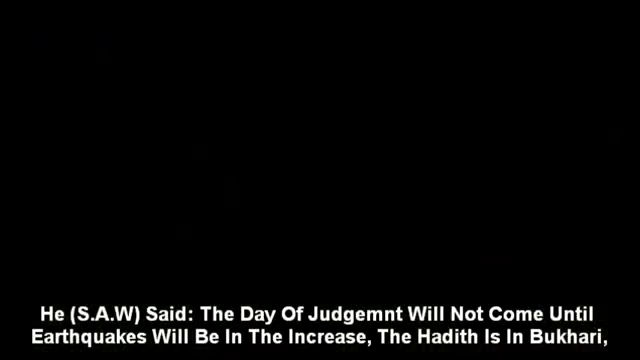 He (S.A.W) Said: The Day Of Judgemnt Will Not Come Until
Earthquakes Will Be In The Increase, The Hadith Is In Bukhari,